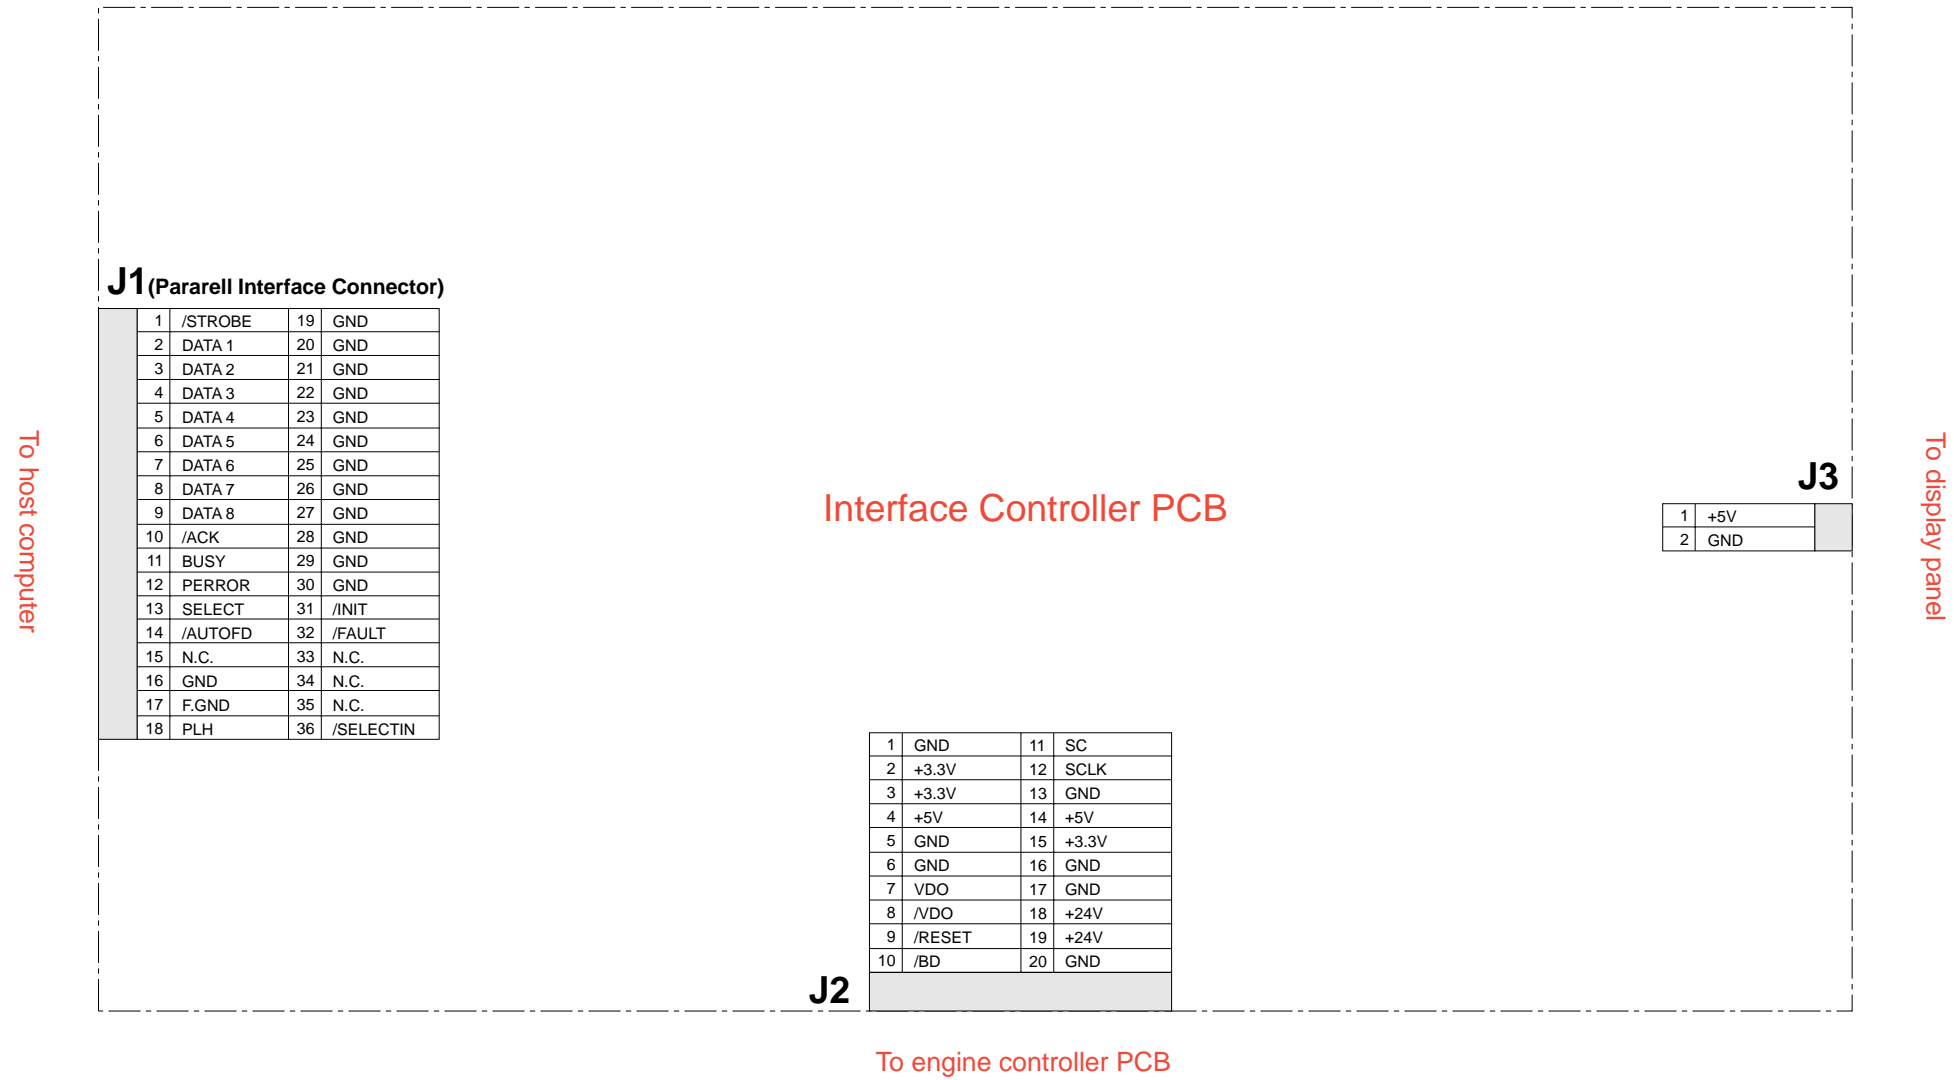 J1(Pararell Interface Connector)
1 /STROBE 19 GND
2 DATA 1 20 GND
3 DATA 2 21 GND
4 DATA 3 22 GND
5 DATA 4 23 GND
6 DATA 5 24 GND
7 DATA 6 25 GND
8 DATA 7 26 GND
9 DATA 8 27 GND
10 /ACK 28 GND
11 BUSY 29 GND
12 PERROR 30 GND
13 SELECT 31 /INIT
14 /AUTOFD 32 /FAULT
15 N.C. 33 N.C.
16 GND 34 N.C.
17 F.GND 35 N.C.
18 PLH 36 /SELECTIN
To host computer
Interface Controller PCB
J3
1 +5V
2 GND
To display panel
1 GND 11 SC
2 +3.3V 12 SCLK
3 +3.3V 13 GND
4 +5V 14 +5V
5 GND 15 +3.3V
6 GND 16 GND
7 VDO 17 GND
8 /VDO 18 +24V
9 /RESET 19 +24V
10 /BD 20 GND
J2
To engine controller PCB